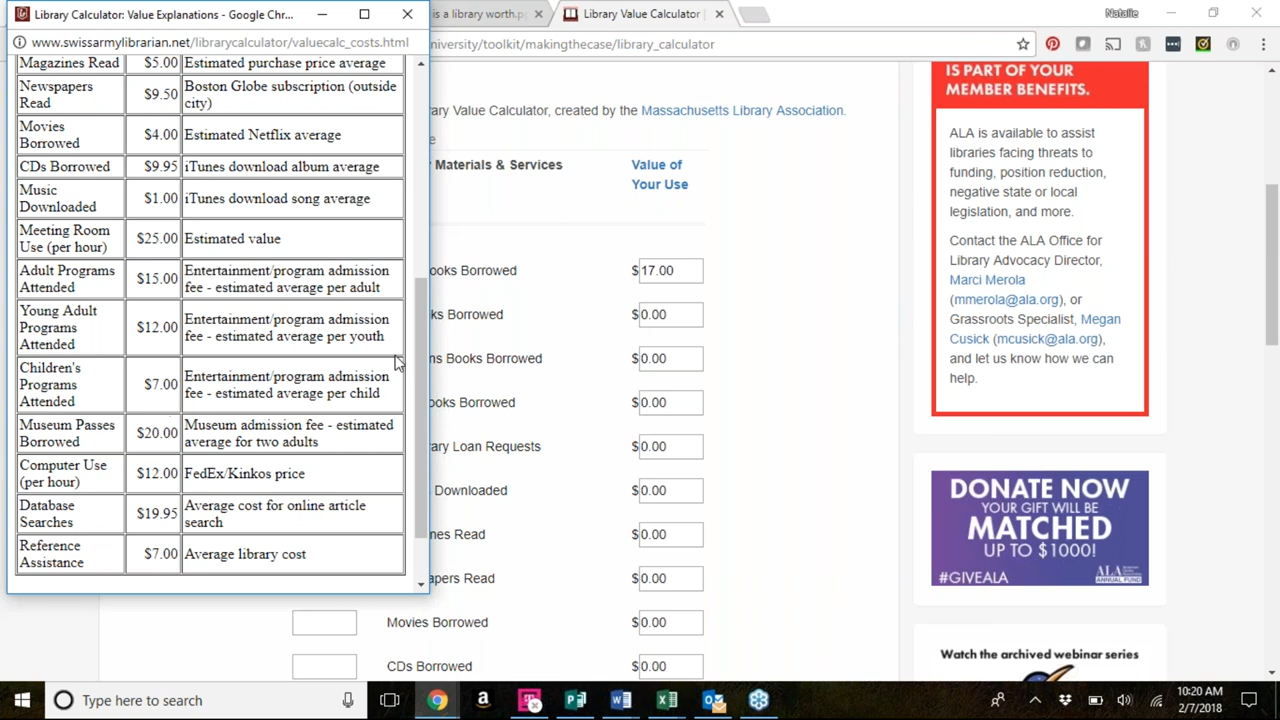 Library Calculator: Value Explanations - Google Chr...
is a library worth.p
Library Value Calculator
Natalie
www.swissarmylibrarian.net/librarycalculator/valuecalc_costs.html
niversity/toolkit/makingthecase/library_calculator
Magazines Read $5.00 Estimated purchase price average
Newspapers
Read
$9.50
Boston Globe subscription (outside
city)
Movies
Borrowed
$4.00 Estimated Netflix average
CDs Borrowed $9.95 iTunes download album average
Music
Downloaded
$1.00 iTunes download song average
Meeting Room
Use (per hour)
$25.00 Estimated value
Adult Programs
Attended
$15.00
Entertainment/program admission
fee - estimated average per adult
Young Adult
Programs
Attended
$12.00
Entertainment/program admission
fee - estimated average per youth
Children's
Programs
Attended
$7.00
Entertainment/program admission
fee - estimated average per child
Museum Passes
Borrowed
$20.00
Museum admission fee - estimated
average for two adults
Computer Use
(per hour)
$12.00 FedEx/Kinkos price
Database
Searches
$19.95
Average cost for online article
search
Reference
Assistance
$7.00 Average library cost
rary Value Calculator, created by the Massachusetts Library Association.
e
Materials & Services
Value of
Your Use
ooks Borrowed $17.00
ks Borrowed $0.00
ns Books Borrowed $0.00
ooks Borrowed $0.00
ary Loan Requests $0.00
Downloaded $0.00
nes Read $0.00
apers Read $0.00
Movies Borrowed $0.00
CDs Borrowed $0.00
IS PART OF YOUR
MEMBER BENEFITS.
ALA is available to assist
libraries facing threats to
funding, position reduction,
negative state or local
legislation, and more.
Contact the ALA Office for
Library Advocacy Director,
Marci Merola
(mmerola@ala.org), or
Grassroots Specialist, Megan
Cusick (mcusick@ala.org),
and let us know how we can
help.
DONATE NOW
YOUR GIFT WILL BE
MATCHED
UP TO $1000!
#GIVEALA
ALA
ANNUAL FUND
Watch the archived webinar series
Type here to search
10:20 AM
2/7/2018